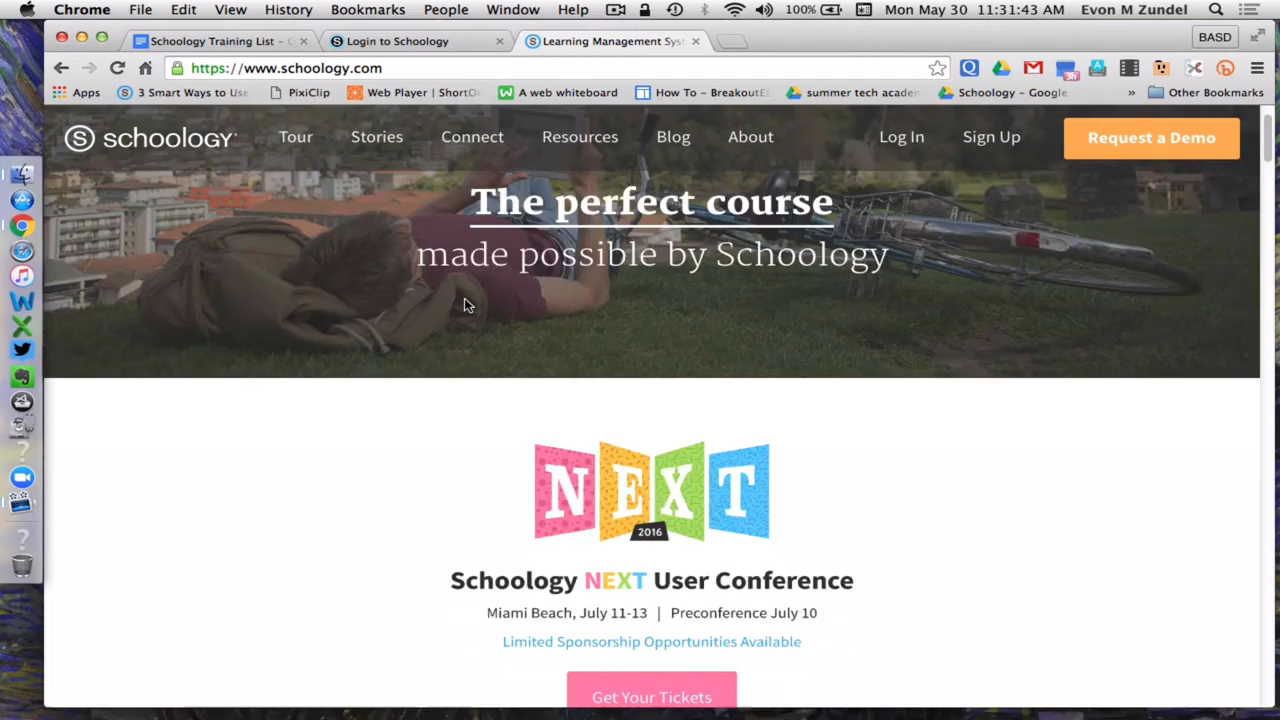 Chrome File Edit View History Bookmarks People Window Help 100% Mon May 30 11:31:43 AM Evon M Zundel
Schoology Training List - Login to Schoology Learning Management Sys BASD
https://www.schoology.com
Apps 3 Smart Ways to Use PixiClip Web Player | ShortO A web whiteboard How To - BreakoutE summer tech acade Schoology - Google » Other Bookmarks
3h
S schoology Tour Stories Connect Resources Blog About Log In Sign Up Request a Demo
The perfect course
made possible by Schoology
NEXT
2016
Schoology NEXT User Conference
Miami Beach, July 11-13 | Preconference July 10
Limited Sponsorship Opportunities Available
Get Your Tickets